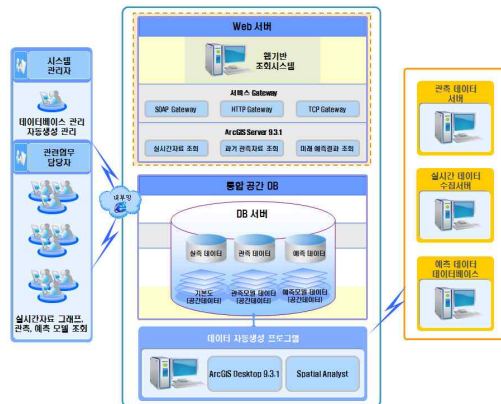 시스템
관리자
데이터베이스 관리
자동생성 관리
관련업무
담당자
실시간자료 그래프,
관측, 예측 모델 조회
내부망
Web 서버
웹기반
조회시스템
서비스 Gateway
SOAP Gateway
HTTP Gateway
TCP Gateway
ArcGIS Server 9.3.1
실시간자료 조회
과거 관측자료 조회
미래 예측결과 조회
통합 공간 DB
DB 서버
실측 데이터
관측 데이터
예측 데이터
기본도
(공간데이터)
관측모델 데이터
(공간데이터)
예측모델 데이터
(공간데이터)
데이터 자동생성 프로그램
ArcGIS Desktop 9.3.1
Spatial Analyst
관측 데이터
서버
실시간 데이터
수집서버
예측 데이터
데이터베이스